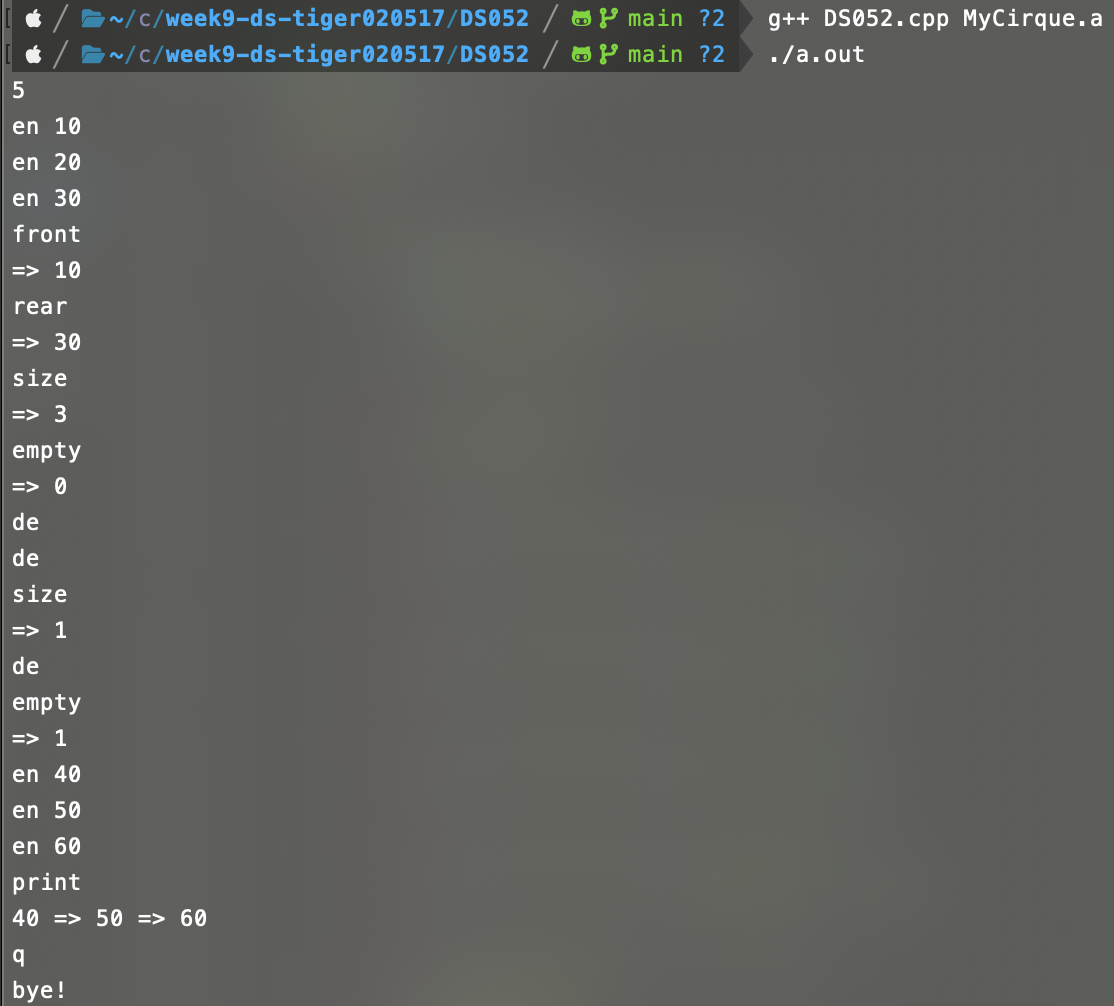 ~/c/week9-ds-tiger020517/DS052 / main ?2 g++ DS052.cpp MyCirque.a
~/c/week9-ds-tiger020517/DS052 / main ?2 ./a.out
5
en 10
en 20
en 30
front
=> 10
rear
=> 30
size
=> 3
empty
=> 0
de
de
size
=> 1
de
empty
=> 1
en 40
en 50
en 60
print
40 => 50 => 60
q
bye!